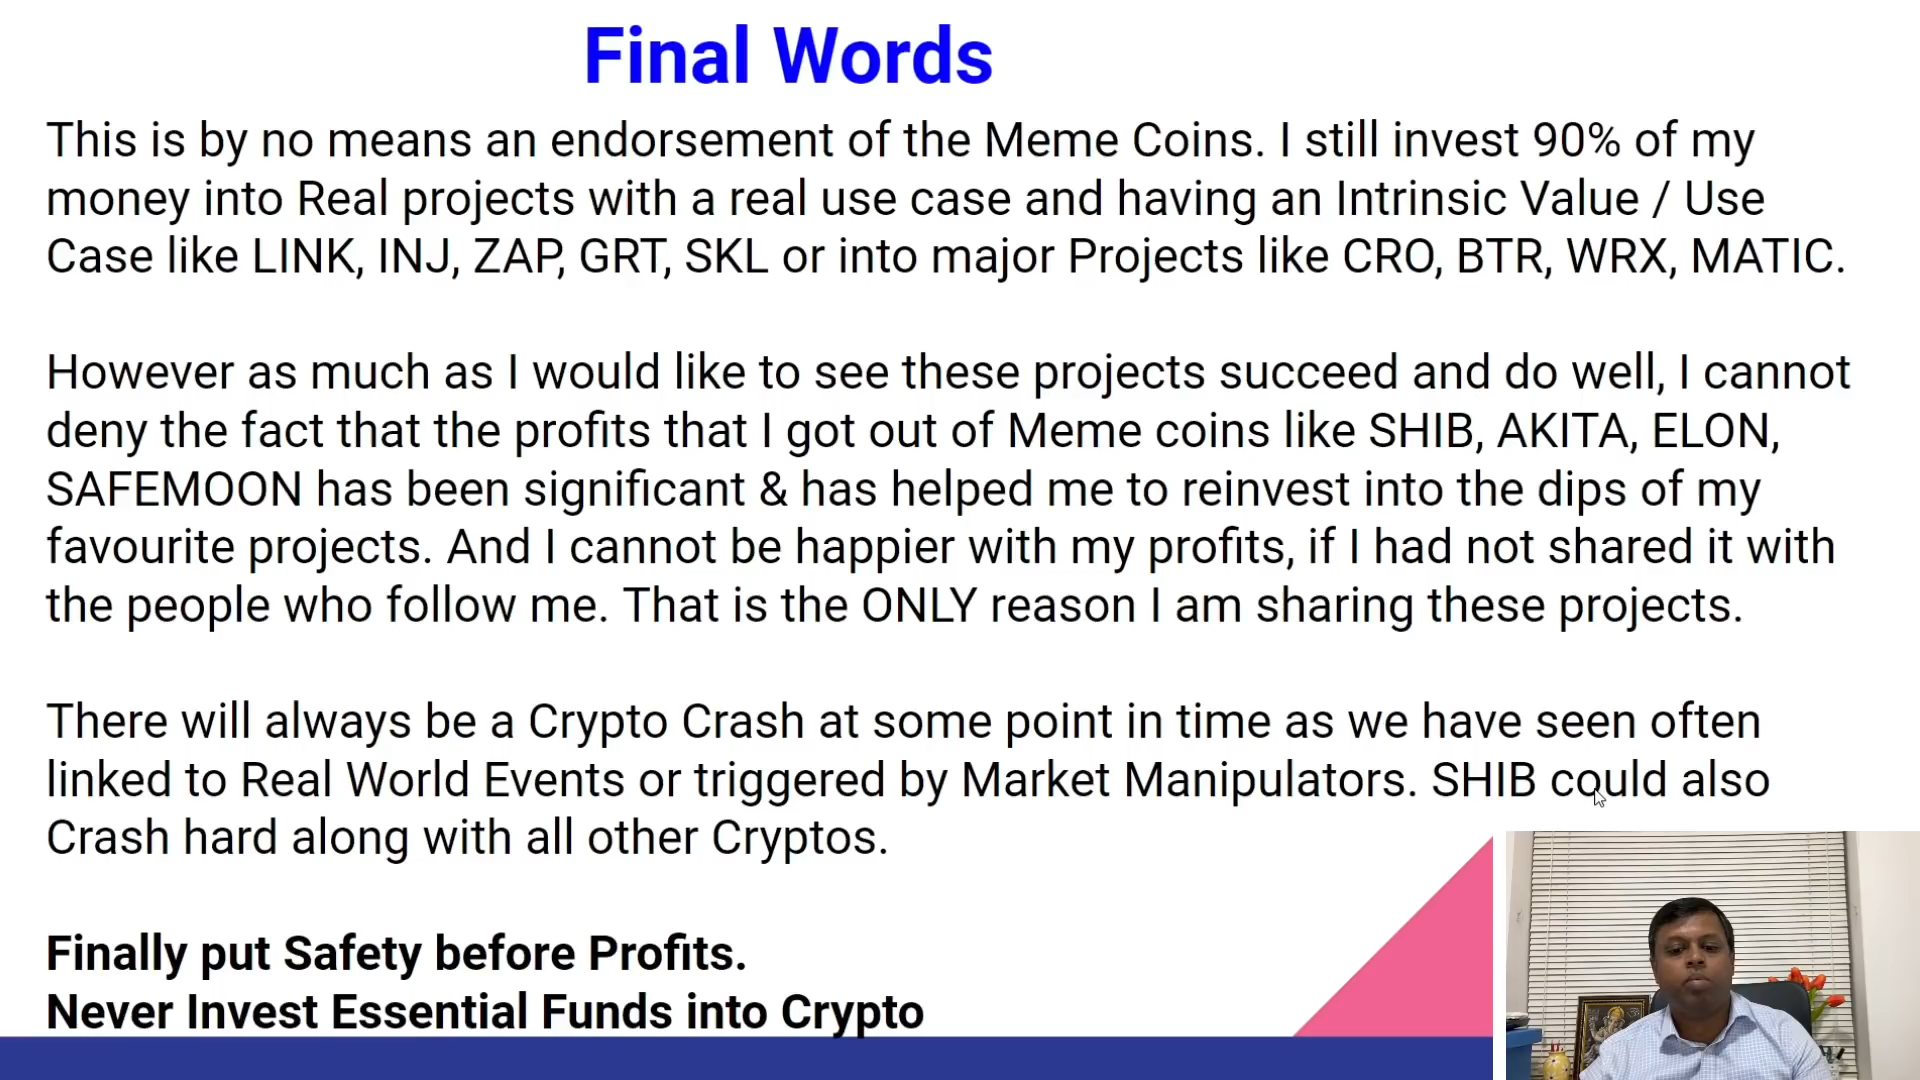 Final Words
This is by no means an endorsement of the Meme Coins. I still invest 90% of my
money into Real projects with a real use case and having an Intrinsic Value / Use
Case like LINK, INJ, ZAP, GRT, SKL or into major Projects like CRO, BTR, WRX, MATIC.
However as much as I would like to see these projects succeed and do well, I cannot
deny the fact that the profits that I got out of Meme coins like SHIB, AKITA, ELON,
SAFEMOON has been significant & has helped me to reinvest into the dips of my
favourite projects. And I cannot be happier with my profits, if I had not shared it with
the people who follow me. That is the ONLY reason I am sharing these projects.
There will always be a Crypto Crash at some point in time as we have seen often
linked to Real World Events or triggered by Market Manipulators. SHIB could also
Crash hard along with all other Cryptos.
Finally put Safety before Profits.
Never Invest Essential Funds into Crypto